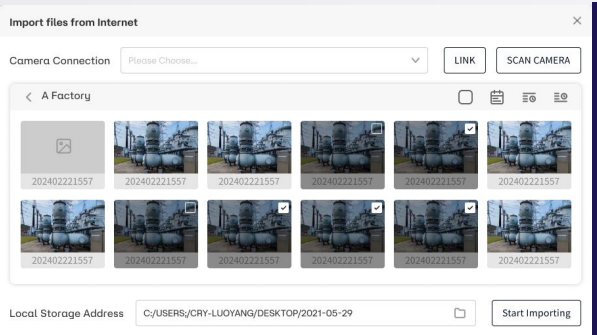 Import files from Internet
Camera Connection Please Choose... LINK SCAN CAMERA
A Factory
202402221557 202402221557 202402221557 202402221557 202402221557 202402221557
202402221557 202402221557 202402221557 202402221557 202402221557 202402221557
Local Storage Address C:/USERS;/CRY-LUOYANG/DESKTOP/2021-05-29 Start Importing